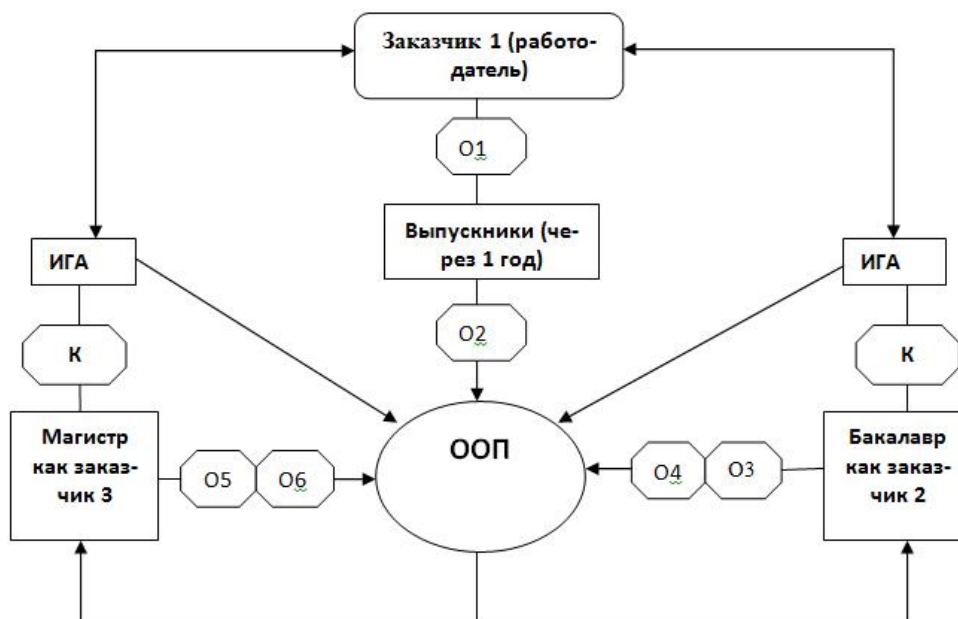 Заказчик 1 (работо-
датель)
О1
Выпускники (че-
рез 1 год)
ИГА
ИГА
О2
К
К
Магистр
как заказ-
чик 3
О5
О6
ООП
О4
О3
Бакалавр
как заказ-
чик 2